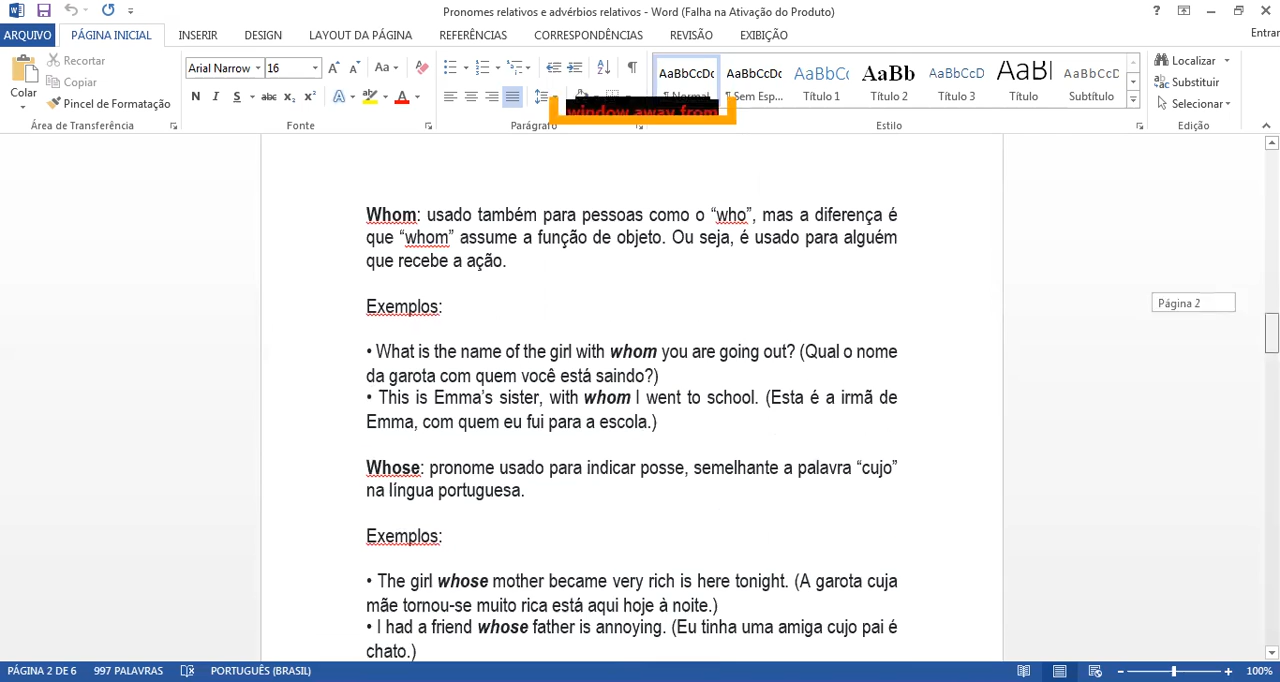 Pronomes relativos e advérbios relativos - Word (Falha na Ativação do Produto)
ARQUIVO PÁGINA INICIAL INSERIR DESIGN LAYOUT DA PÁGINA REFERÊNCIAS CORRESPONDÊNCIAS REVISÃO EXIBIÇÃO Entrar
Colar
Recortar
Copiar
Pincel de Formatação
Área de Transferência
Arial Narrow 16
Aa
N I S abc x₂ x²
Fonte
window away from
Parágrafo
AaBbCcDc AaBbCcDc AaBbCc AaBb AaBbCcD AaBbI AaBbCcD
¶ Normal ¶ Sem Esp... Título 1 Título 2 Título 3 Título Subtítulo
Estilo
Localizar
Substituir
Selecionar
Edição
Whom: usado também para pessoas como o “who”, mas a diferença é
que “whom” assume a função de objeto. Ou seja, é usado para alguém
que recebe a ação.
Exemplos:
Página 2
• What is the name of the girl with whom you are going out? (Qual o nome
da garota com quem você está saindo?)
• This is Emma’s sister, with whom I went to school. (Esta é a irmã de
Emma, com quem eu fui para a escola.)
Whose: pronome usado para indicar posse, semelhante a palavra “cujo”
na língua portuguesa.
Exemplos:
• The girl whose mother became very rich is here tonight. (A garota cuja
mãe tornou-se muito rica está aqui hoje à noite.)
• I had a friend whose father is annoying. (Eu tinha uma amiga cujo pai é
chato.)
PÁGINA 2 DE 6 997 PALAVRAS PORTUGUÊS (BRASIL) 100%